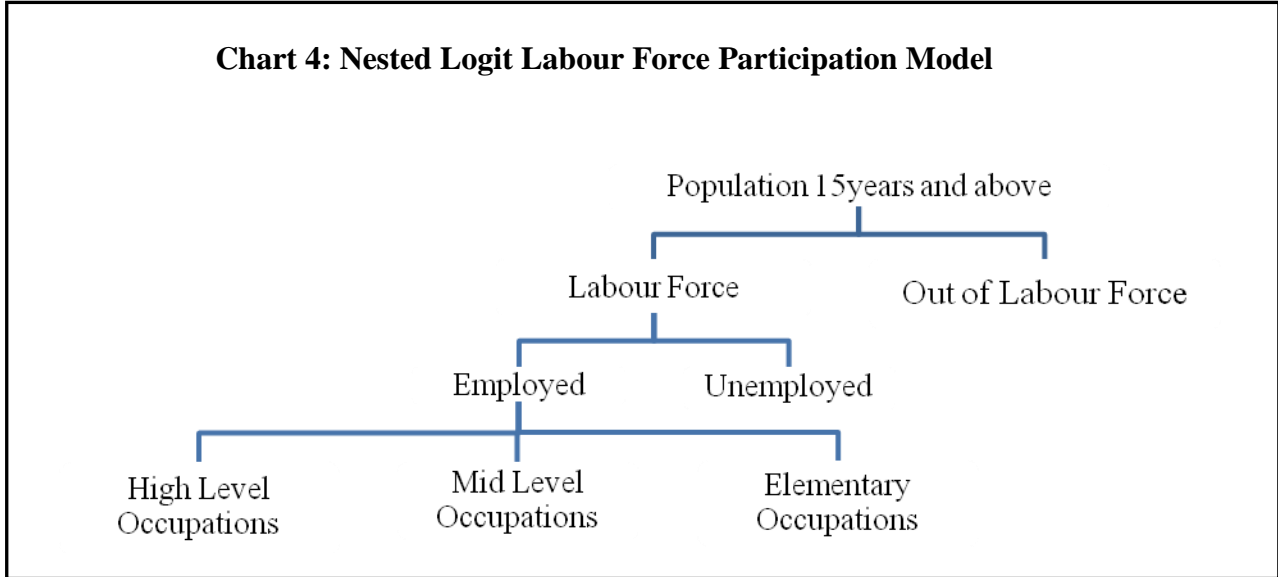 Chart 4: Nested Logit Labour Force Participation Model
Population 15years and above
Labour Force
Out of Labour Force
Employed
Unemployed
High Level
Occupations
Mid Level
Occupations
Elementary
Occupations